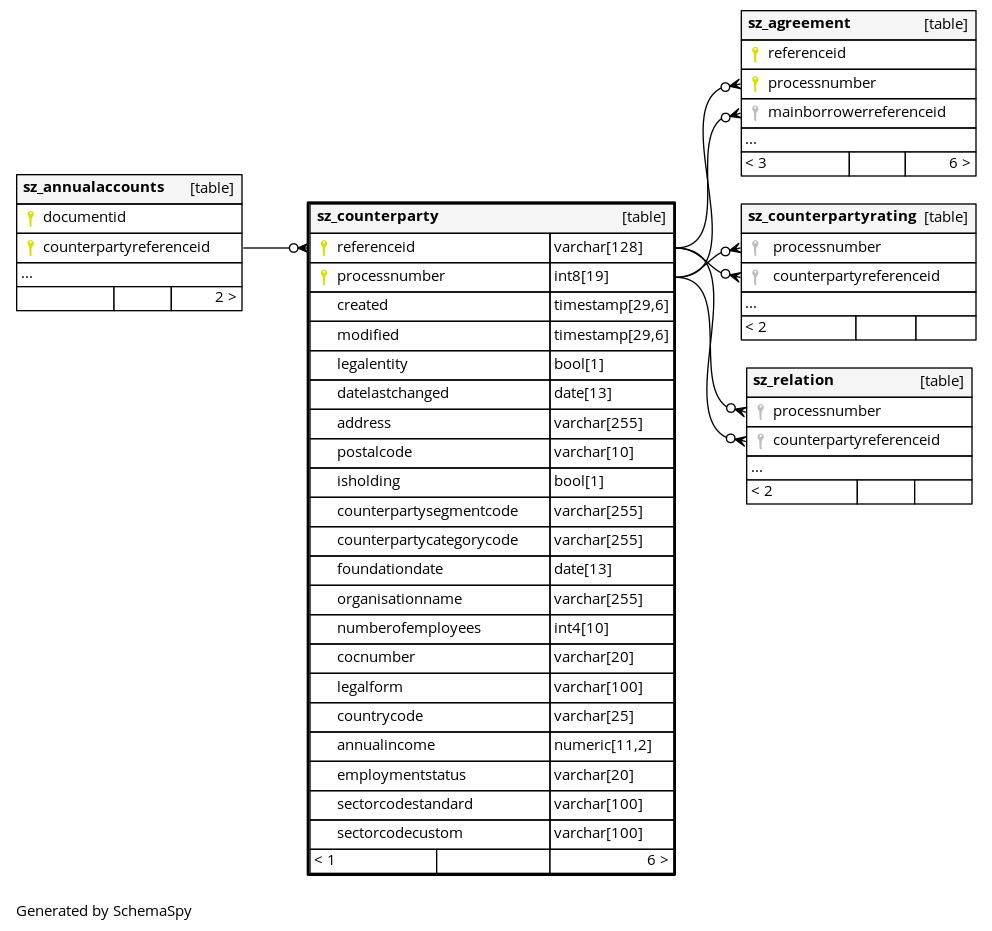 sz_agreement [table]
referenceid
processnumber
mainborrowerreferenceid
...
< 3 6 >
sz_annualaccounts [table]
documentid
counterpartyreferenceid
...
2 >
sz_counterparty [table]
referenceid varchar[128]
processnumber int8[19]
created timestamp[29,6]
modified timestamp[29,6]
legalentity bool[1]
datelastchanged date[13]
address varchar[255]
postalcode varchar[10]
isholding bool[1]
counterpartysegmentcode varchar[255]
counterpartycategorycode varchar[255]
foundationdate date[13]
organisationname varchar[255]
numberofemployees int4[10]
cocnumber varchar[20]
legalform varchar[100]
countrycode varchar[25]
annualincome numeric[11,2]
employmentstatus varchar[20]
sectorcodestandard varchar[100]
sectorcodecustom varchar[100]
< 1 6 >
sz_counterpartyrating [table]
processnumber
counterpartyreferenceid
...
< 2
sz_relation [table]
processnumber
counterpartyreferenceid
...
< 2
Generated by SchemaSpy